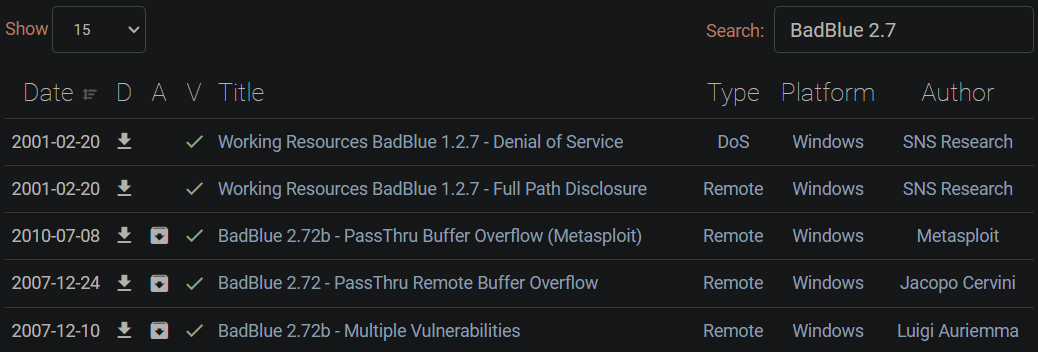 Show 15 Search: BadBlue 2.7
Date D A V Title Type Platform Author
2001-02-20 Working Resources BadBlue 1.2.7 - Denial of Service DoS Windows SNS Research
2001-02-20 Working Resources BadBlue 1.2.7 - Full Path Disclosure Remote Windows SNS Research
2010-07-08 BadBlue 2.72b - PassThru Buffer Overflow (Metasploit) Remote Windows Metasploit
2007-12-24 BadBlue 2.72 - PassThru Remote Buffer Overflow Remote Windows Jacopo Cervini
2007-12-10 BadBlue 2.72b - Multiple Vulnerabilities Remote Windows Luigi Auriemma